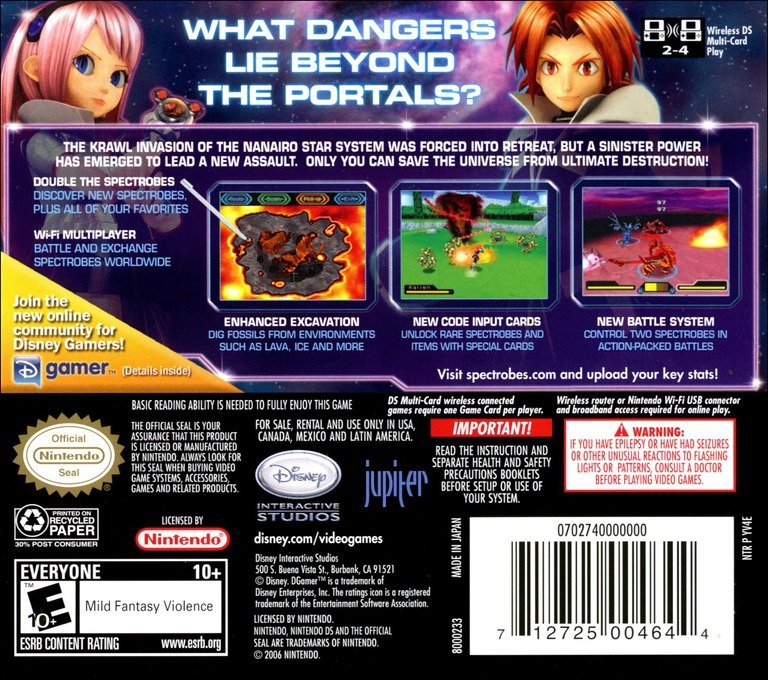 WHAT DANGERS
LIE BEYOND
THE PORTALS?
Wireless DS
Multi-Card
Play
2-4
THE KRAWL INVASION OF THE NANAIRO STAR SYSTEM WAS FORCED INTO RETREAT, BUT A SINISTER POWER
HAS EMERGED TO LEAD A NEW ASSAULT. ONLY YOU CAN SAVE THE UNIVERSE FROM ULTIMATE DESTRUCTION!
DOUBLE THE SPECTROBES
DISCOVER NEW SPECTROBES,
PLUS ALL OF YOUR FAVORITES
Wi-Fi MULTIPLAYER
BATTLE AND EXCHANGE
SPECTROBES WORLDWIDE
Join the
new online
community for
Disney Gamers!
D gamer™ (Details inside)
Rallen
97
97
ENHANCED EXCAVATION
DIG FOSSILS FROM ENVIRONMENTS
SUCH AS LAVA, ICE AND MORE
NEW CODE INPUT CARDS
UNLOCK RARE SPECTROBES AND
ITEMS WITH SPECIAL CARDS
NEW BATTLE SYSTEM
CONTROL TWO SPECTROBES IN
ACTION-PACKED BATTLES
Visit spectrobes.com and upload your key stats!
BASIC READING ABILITY IS NEEDED TO FULLY ENJOY THIS GAME
DS Multi-Card wireless connected
games require one Game Card per player.
Wireless router or Nintendo Wi-Fi USB connector
and broadband access required for online play.
Official
Nintendo
Seal
THE OFFICIAL SEAL IS YOUR
ASSURANCE THAT THIS PRODUCT
IS LICENSED OR MANUFACTURED
BY NINTENDO. ALWAYS LOOK FOR
THIS SEAL WHEN BUYING VIDEO
GAME SYSTEMS, ACCESSORIES,
GAMES AND RELATED PRODUCTS.
FOR SALE, RENTAL AND USE ONLY IN USA,
CANADA, MEXICO AND LATIN AMERICA.
Disney
INTERACTIVE
STUDIOS
jupiter
IMPORTANT!
READ THE INSTRUCTION AND
SEPARATE HEALTH AND SAFETY
PRECAUTIONS BOOKLETS
BEFORE SETUP OR USE OF
YOUR SYSTEM.
WARNING:
IF YOU HAVE EPILEPSY OR HAVE HAD SEIZURES
OR OTHER UNUSUAL REACTIONS TO FLASHING
LIGHTS OR PATTERNS, CONSULT A DOCTOR
BEFORE PLAYING VIDEO GAMES.
PRINTED ON
RECYCLED
PAPER
30% POST CONSUMER
LICENSED BY
Nintendo®
disney.com/videogames
Disney Interactive Studios
500 S. Buena Vista St., Burbank, CA 91521
© Disney. DGamer™ is a trademark of
Disney Enterprises, Inc. The ratings icon is a registered
trademark of the Entertainment Software Association.
LICENSED BY NINTENDO.
NINTENDO, NINTENDO DS AND THE OFFICIAL
SEAL ARE TRADEMARKS OF NINTENDO.
© 2006 NINTENDO.
EVERYONE 10+
TM
E
10+
Mild Fantasy Violence
ESRB CONTENT RATING www.esrb.org
MADE IN JAPAN
8000233
0702740000000
7 12725 00464 4
NTR P YV4E